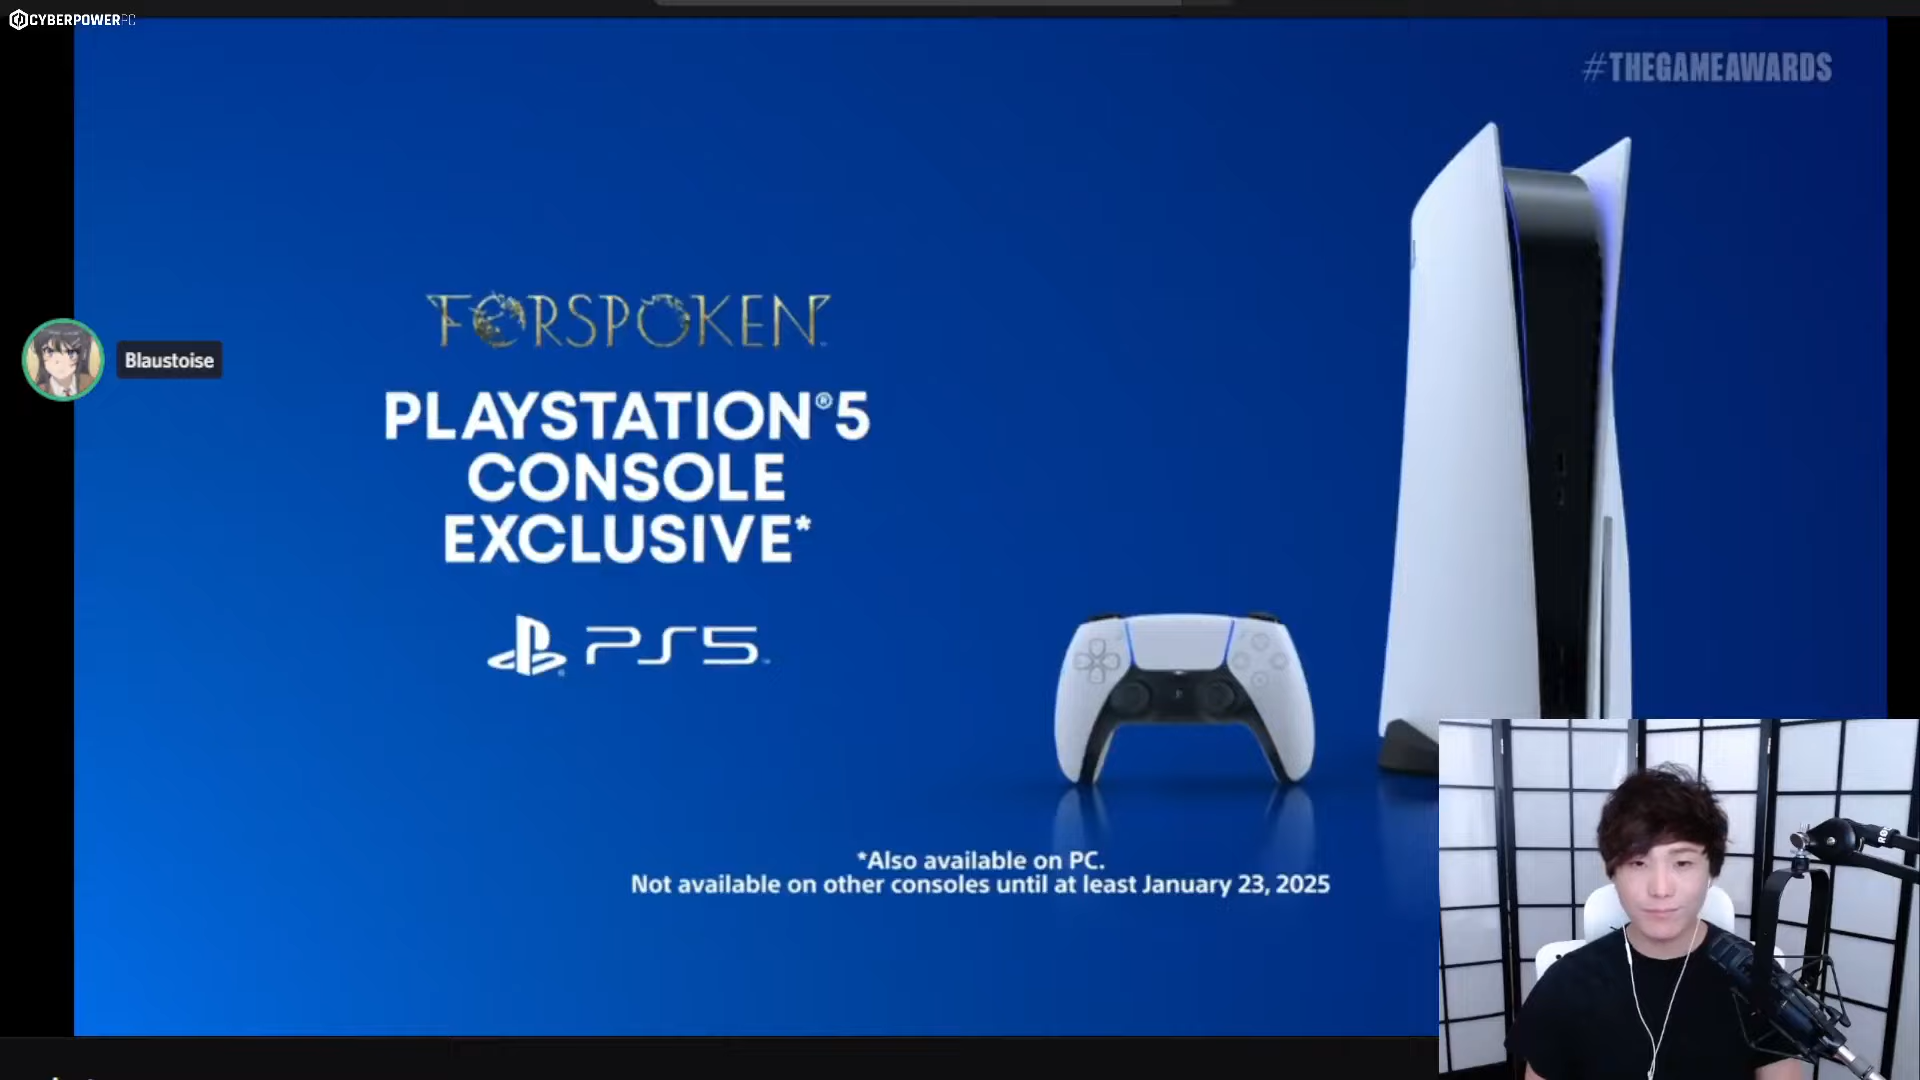 CYBERPOWERPC
#THEGAMEAWARDS
FORSPOKEN
Blaustoise
PLAYSTATION®5
CONSOLE
EXCLUSIVE*
PS5
*Also available on PC.
Not available on other consoles until at least January 23, 2025